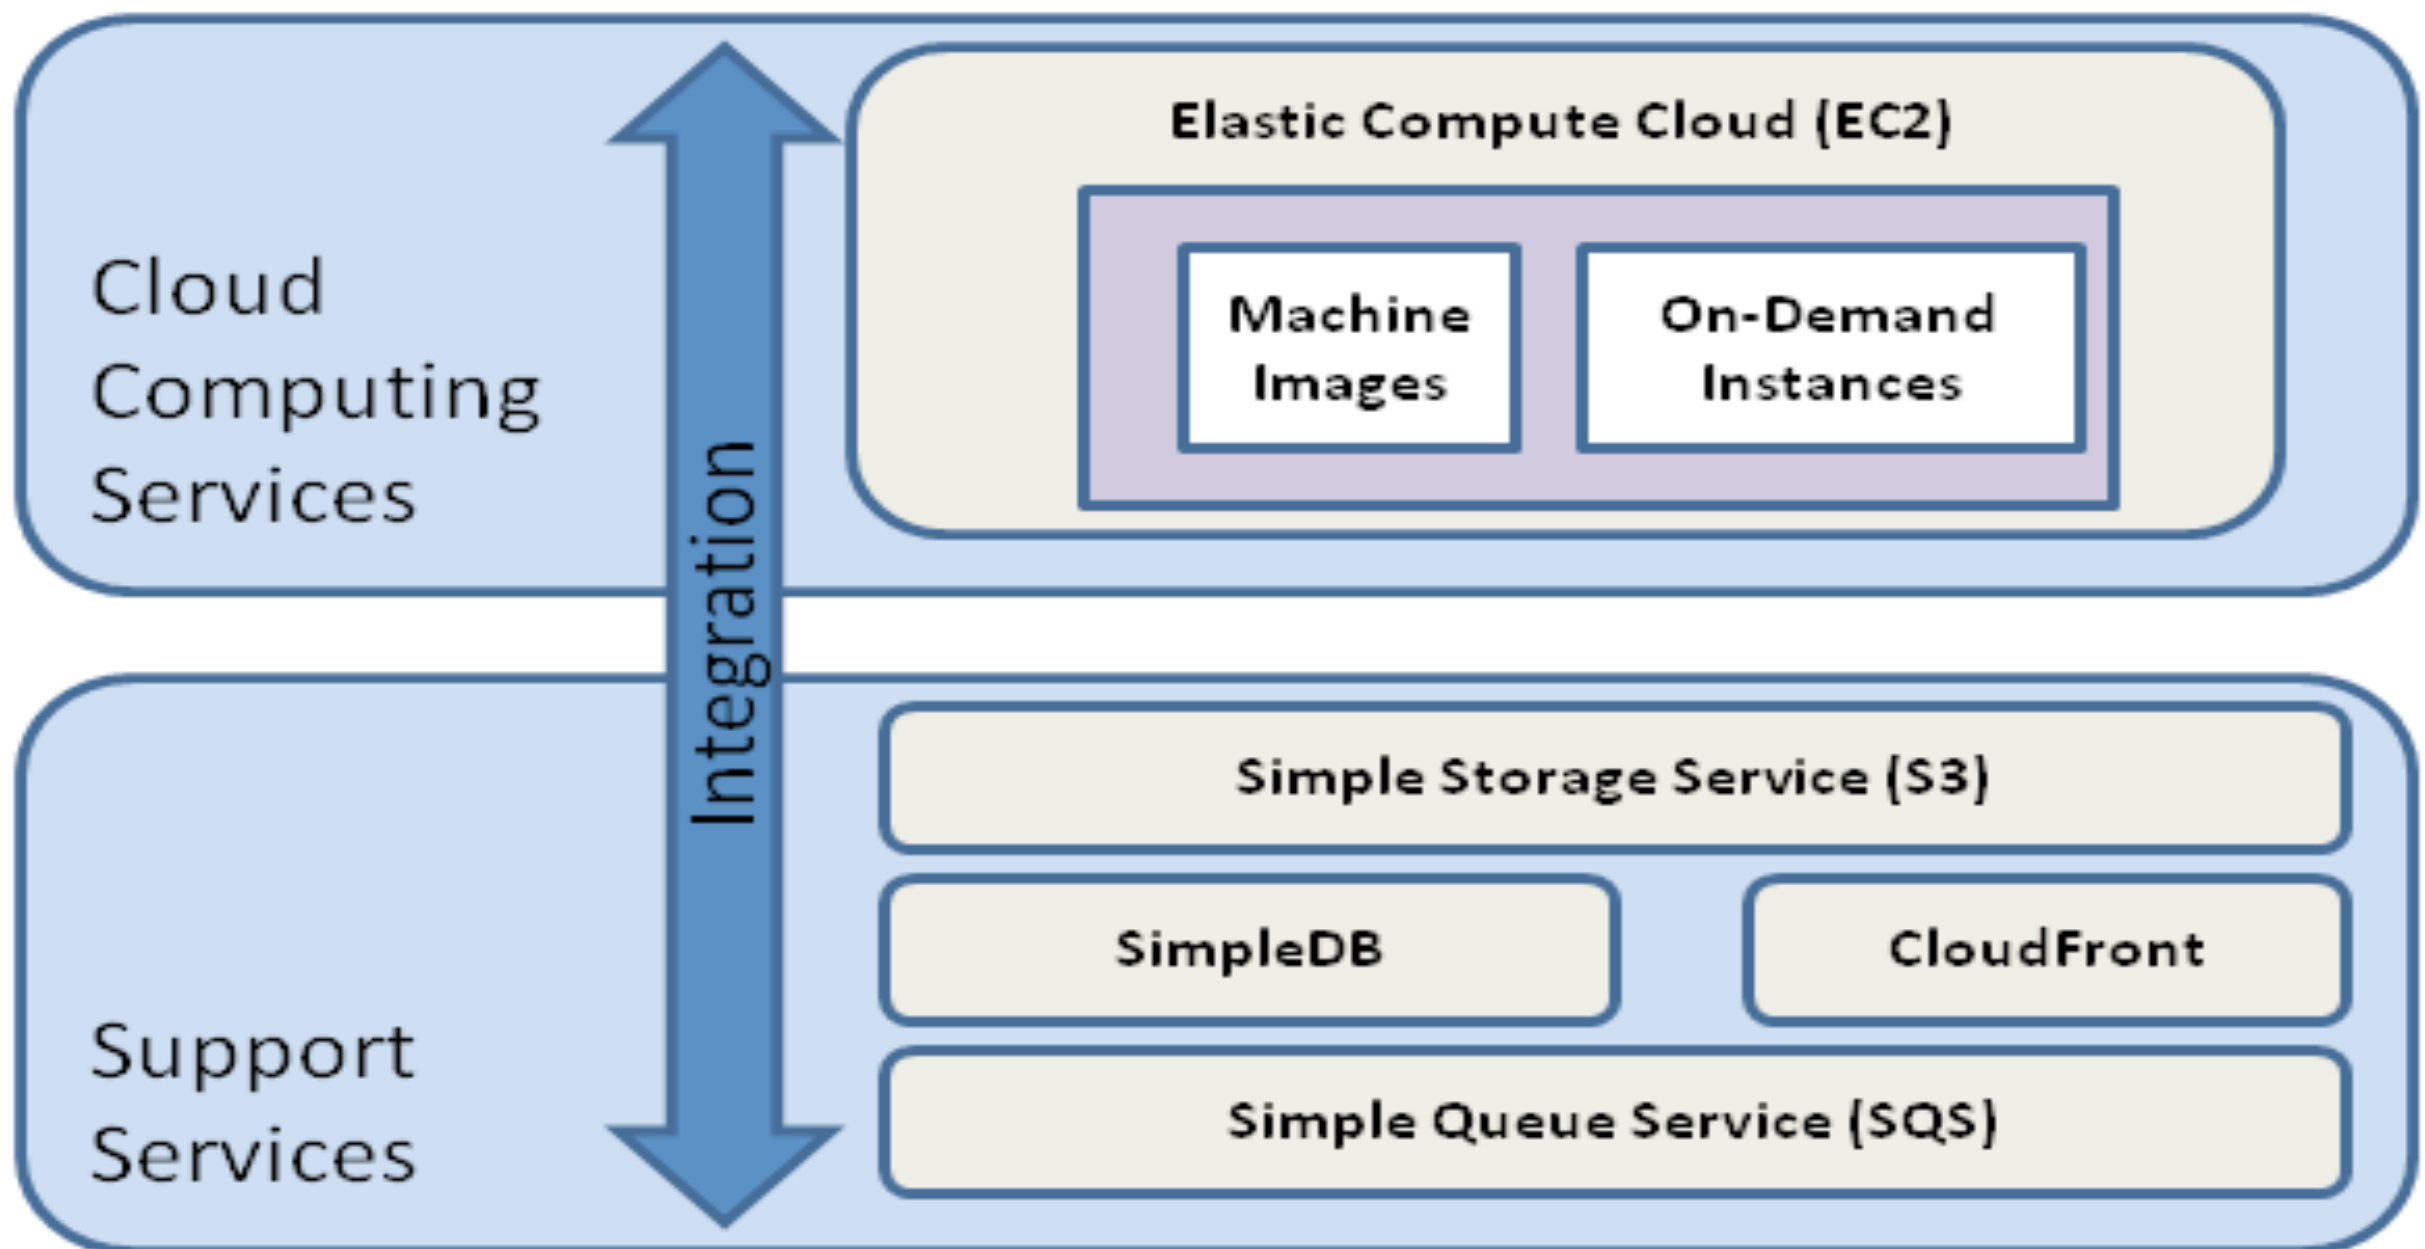 Cloud
Computing
Services
Integration
Elastic Compute Cloud (EC2)
Machine
Images
On-Demand
Instances
Support
Services
Simple Storage Service (S3)
SimpleDB
CloudFront
Simple Queue Service (SQS)